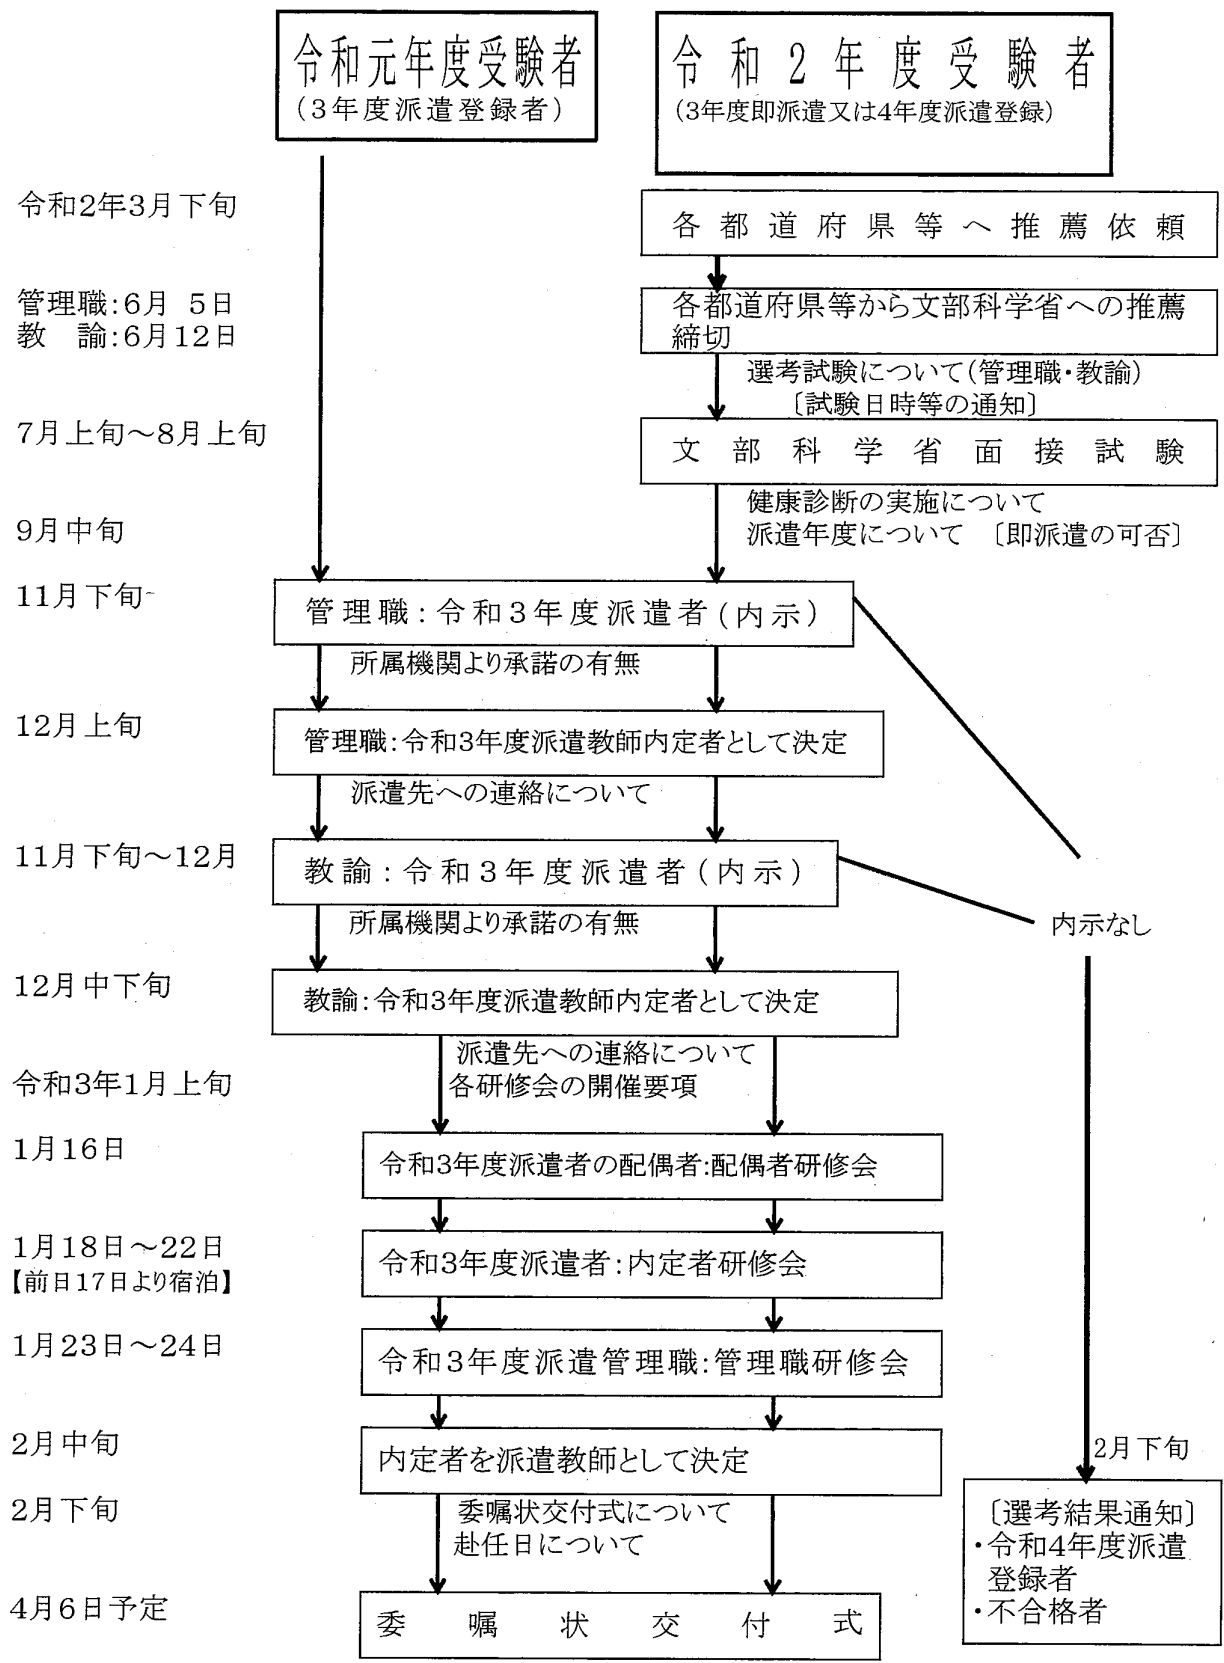 令和元年度受験者
(3年度派遣登録者)
令和2年度受験者
(3年度即派遣又は4年度派遣登録)
令和2年3月下旬
各都道府県等へ推薦依頼
管理職:6月 5日
教 諭:6月12日
各都道府県等から文部科学省への推薦
締切
選考試験について(管理職・教諭)
〔試験日時等の通知〕
7月上旬～8月上旬
文部科学省面接試験
健康診断の実施について
9月中旬
派遣年度について 〔即派遣の可否〕
11月下旬
管理職:令和3年度派遣者(内示)
所属機関より承諾の有無
12月上旬
管理職:令和3年度派遣教師内定者として決定
派遣先への連絡について
11月下旬～12月
教諭:令和3年度派遣者(内示)
所属機関より承諾の有無
内示なし
12月中下旬
教諭:令和3年度派遣教師内定者として決定
派遣先への連絡について
令和3年1月上旬
各研修会の開催要項
1月16日
令和3年度派遣者の配偶者:配偶者研修会
1月18日～22日
【前日17日より宿泊】
令和3年度派遣者:内定者研修会
1月23日～24日
令和3年度派遣管理職:管理職研修会
2月中旬
内定者を派遣教師として決定
2月下旬
2月下旬
委嘱状交付式について
赴任日について
〔選考結果通知〕
・令和4年度派遣
登録者
・不合格者
4月6日予定
委嘱状交付式